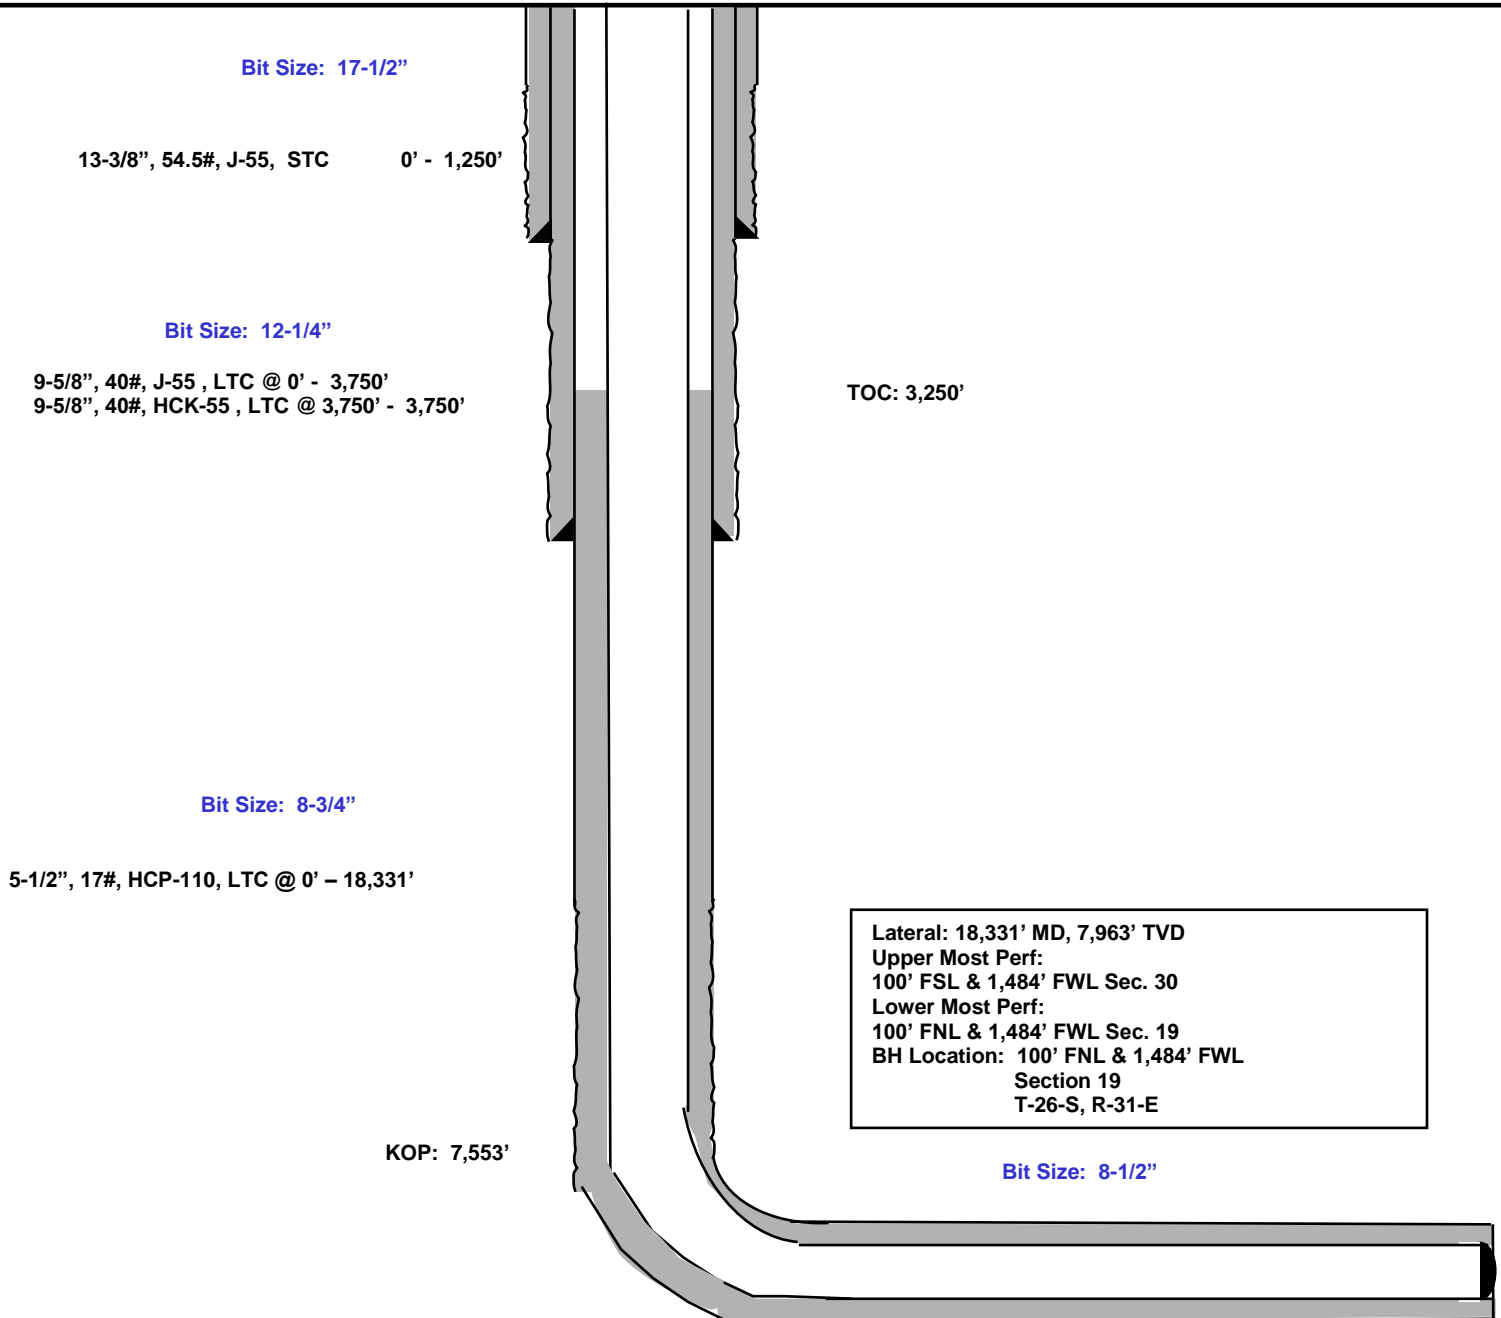 Bit Size: 17-1/2”
13-3/8”, 54.5#, J-55, STC 0’ - 1,250’
Bit Size: 12-1/4”
9-5/8”, 40#, J-55 , LTC @ 0’ - 3,750’
9-5/8”, 40#, HCK-55 , LTC @ 3,750’ - 3,750’
TOC: 3,250’
Bit Size: 8-3/4”
5-1/2”, 17#, HCP-110, LTC @ 0’ – 18,331’
Lateral: 18,331’ MD, 7,963’ TVD
Upper Most Perf:
100’ FSL & 1,484’ FWL Sec. 30
Lower Most Perf:
100’ FNL & 1,484’ FWL Sec. 19
BH Location: 100’ FNL & 1,484’ FWL
Section 19
T-26-S, R-31-E
KOP: 7,553’
Bit Size: 8-1/2”